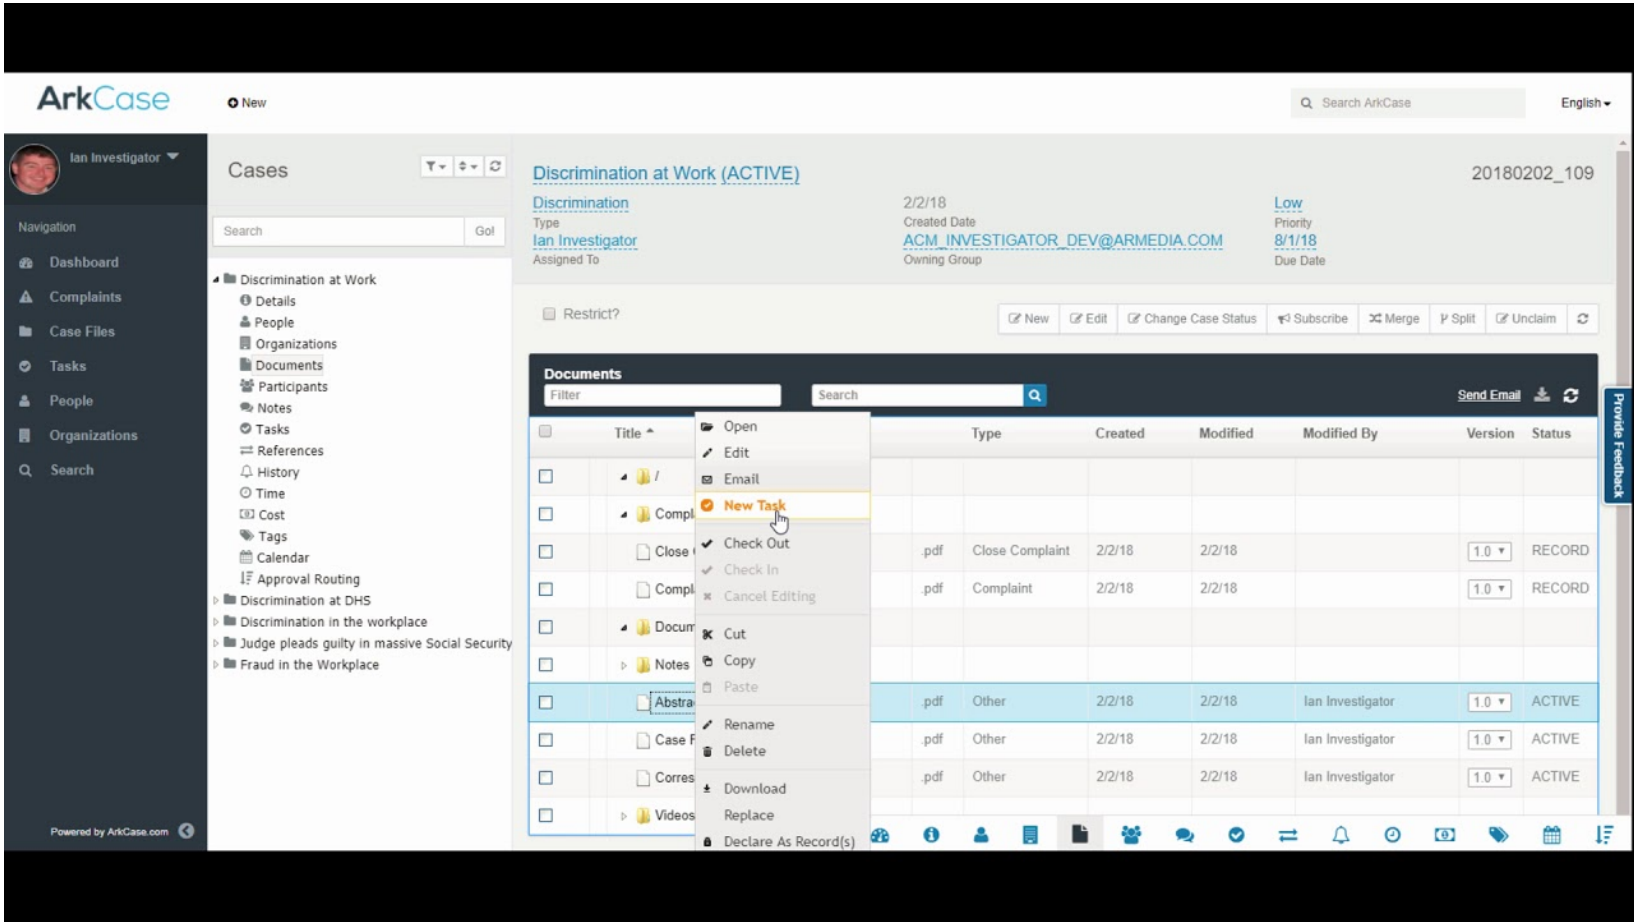 ArkCase
New
Search ArkCase
English
Ian Investigator
Navigation
Dashboard
Complaints
Case Files
Tasks
People
Organizations
Search
Powered by ArkCase.com
Cases
Search
Go!
Discrimination at Work
Details
People
Organizations
Documents
Participants
Notes
Tasks
References
History
Time
Cost
Tags
Calendar
Approval Routing
Discrimination at DHS
Discrimination in the workplace
Judge pleads guilty in massive Social Security
Fraud in the Workplace
Discrimination at Work (ACTIVE)
20180202_109
Discrimination
2/2/18
Low
Type
Created Date
Priority
Ian Investigator
ACM_INVESTIGATOR_DEV@ARMEDIA.COM
8/1/18
Assigned To
Owning Group
Due Date
Restrict?
New
Edit
Change Case Status
Subscribe
Merge
Split
Unclaim
Documents
Filter
Search
Send Email
Title
Type
Created
Modified
Modified By
Version
Status
/
Compl
Close
.pdf Close Complaint 2/2/18 2/2/18 1.0 RECORD
Compl
.pdf Complaint 2/2/18 2/2/18 1.0 RECORD
Docum
Notes
Abstra
.pdf Other 2/2/18 2/2/18 Ian Investigator 1.0 ACTIVE
Case F
.pdf Other 2/2/18 2/2/18 Ian Investigator 1.0 ACTIVE
Corres
.pdf Other 2/2/18 2/2/18 Ian Investigator 1.0 ACTIVE
Videos
Open
Edit
Email
New Task
Check Out
Check In
Cancel Editing
Cut
Copy
Paste
Rename
Delete
Download
Replace
Declare As Record(s)
Provide Feedback